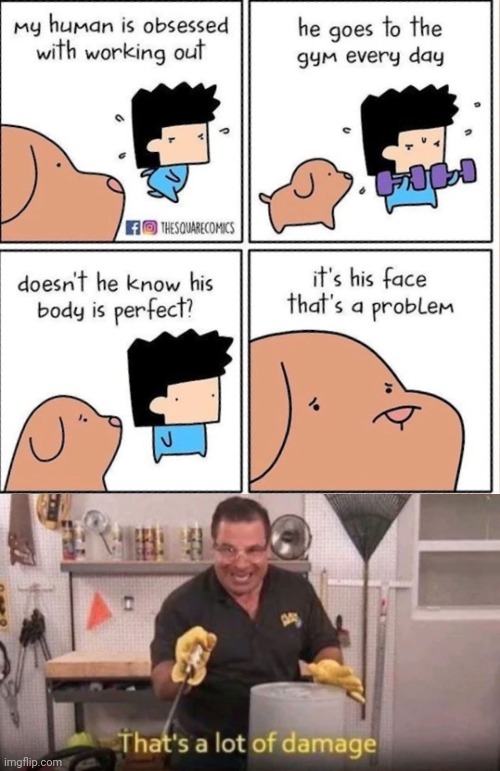 my human is obsessed
with working out
he goes to the
gym every day
THESQUARECOMICS
doesn't he know his
body is perfect?
it's his face
that's a problem
That's a lot of damage
imgflip.com